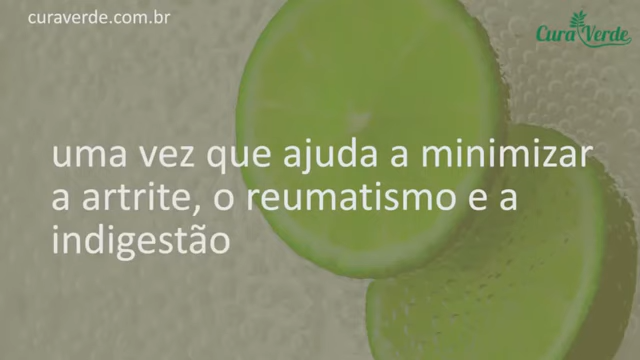 curaverde.com.br
Cura Verde
uma vez que ajuda a minimizar
a artrite, o reumatismo e a
indigestão